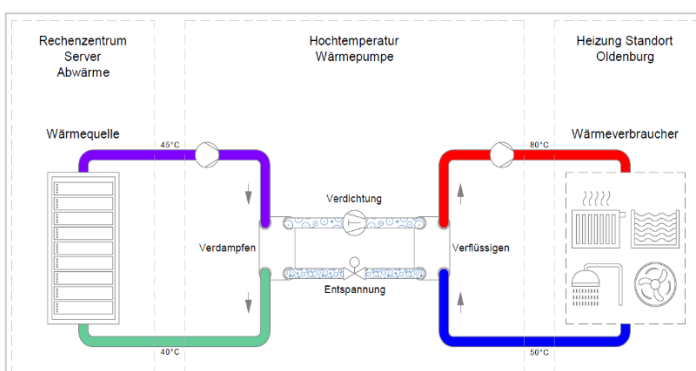 Rechenzentrum
Server
Abwärme
Hochtemperatur
Wärmepumpe
Heizung Standort
Oldenburg
Wärmequelle
45°C
80°C
Wärmeverbraucher
Verdichtung
Verdampfen
Verflüssigen
Entspannung
40°C
50°C